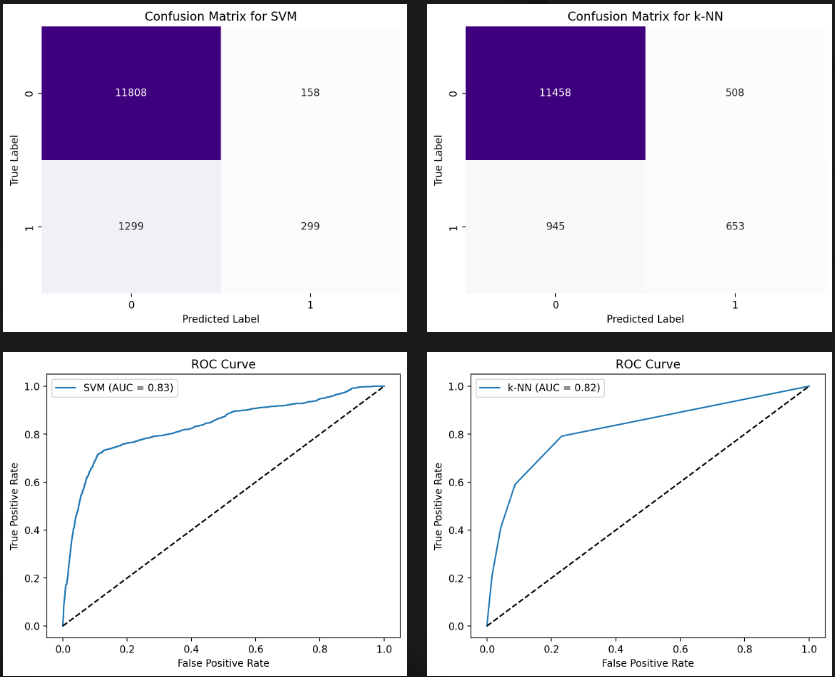 Confusion Matrix for SVM
0
11808
158
True Label
1
1299
299
0
1
Predicted Label
Confusion Matrix for k-NN
0
11458
508
True Label
1
945
653
0
1
Predicted Label
ROC Curve
SVM (AUC = 0.83)
1.0
0.8
0.6
0.4
0.2
0.0
True Positive Rate
0.0 0.2 0.4 0.6 0.8 1.0
False Positive Rate
ROC Curve
k-NN (AUC = 0.82)
1.0
0.8
0.6
0.4
0.2
0.0
True Positive Rate
0.0 0.2 0.4 0.6 0.8 1.0
False Positive Rate